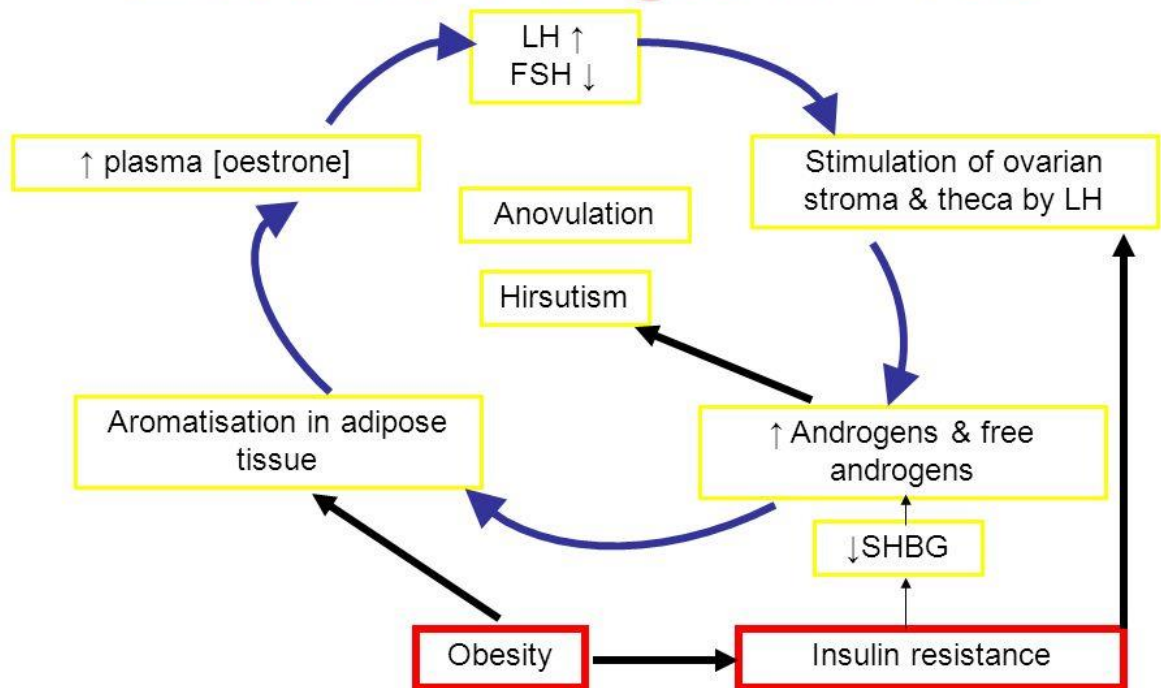 LH ↑
FSH ↓
↑ plasma [oestrone]
Stimulation of ovarian
stroma & theca by LH
Anovulation
Hirsutism
Aromatisation in adipose
tissue
↑ Androgens & free
androgens
↓SHBG
Obesity
Insulin resistance